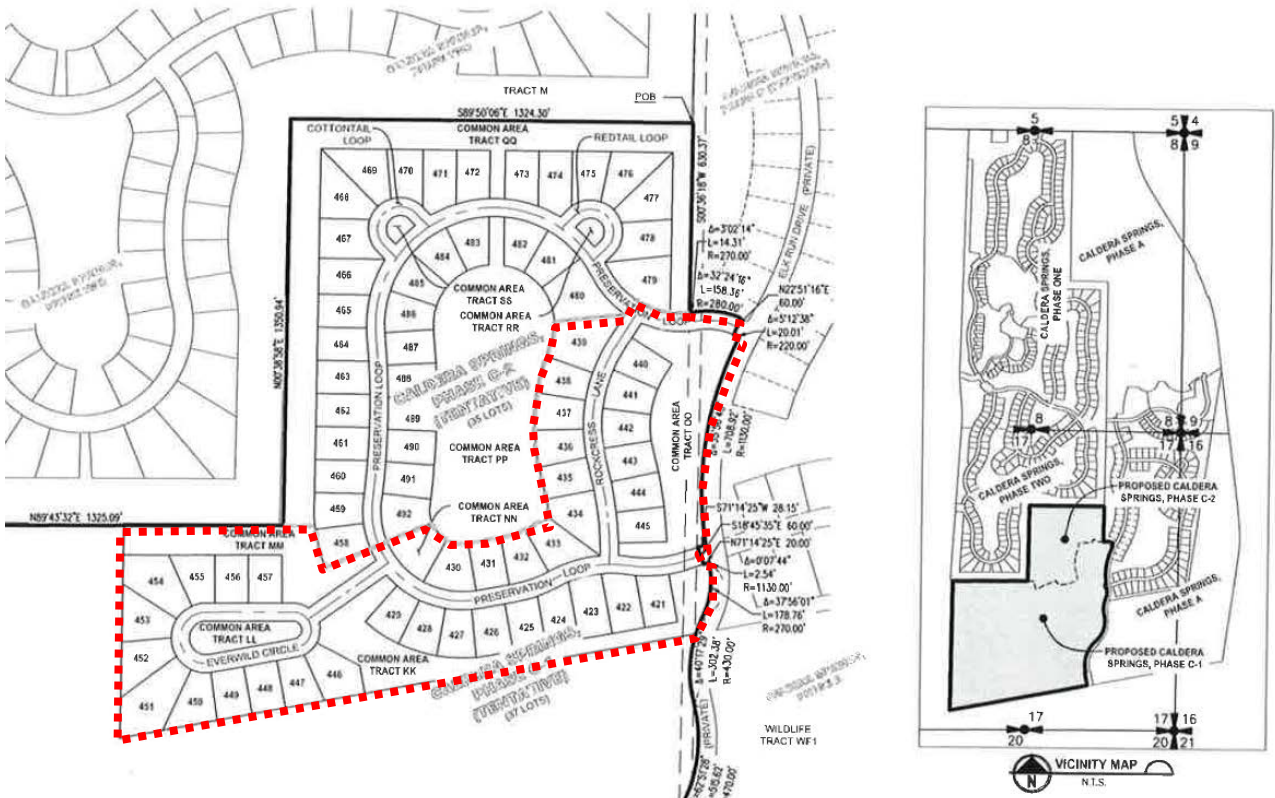 TRACT M
POB
S89°50'06"E 1324.30'
COTTONTAIL
LOOP
COMMON AREA
TRACT QQ
REDTAIL LOOP
469
470
471
472
473
474
475
476
468
477
467
484
483
482
481
478
466
485
479
465
486
COMMON AREA
TRACT SS
COMMON AREA
TRACT RR
480
PRESERVATION
LOOP
S00°36'18"W 630.37'
ELK RUN DRIVE (PRIVATE)
Δ=3°02'14"
L=14.31'
R=270.00'
Δ=32°24'16"
L=158.36'
R=280.00'
N22°51'16"E
60.00'
Δ=5°12'38"
L=20.01'
R=220.00'
N00°38'58"E 1350.94'
464
487
463
488
CALDERA SPRINGS,
PHASE C-2
(TENTATIVE)
(35 LOTS)
489
461
490
COMMON AREA
TRACT PP
460
491
459
492
COMMON AREA
TRACT NN
458
PRESERVATION LOOP
439
438
437
436
435
434
433
432
431
430
ROCKCRESS LANE
440
441
442
443
444
445
COMMON AREA
TRACT OO
L=708.92'
R=1130.00'
S71°14'25"W 28.15'
S18°45'35"E 60.00'
N71°14'25"E 20.00'
Δ=0°07'44"
L=2.54'
R=1130.00'
Δ=37°56'01"
L=178.76'
R=270.00'
Δ=40°17'29"
L=302.38'
R=430.00'
N89°43'32"E 1325.09'
COMMON AREA
TRACT MM
454
455
456
457
453
COMMON AREA
TRACT LL
EVERWILD CIRCLE
452
451
450
449
448
447
446
COMMON AREA
TRACT KK
PRESERVATION LOOP
429
428
427
426
425
424
423
422
421
CALDERA SPRINGS,
PHASE C-1
(TENTATIVE)
(37 LOTS)
(PRIVATE)
WILDLIFE
TRACT WF1
5
8
5 4
8 9
CALDERA SPRINGS,
PHASE A
CALDERA SPRINGS,
PHASE ONE
8
17
8 9
17 16
CALDERA SPRINGS,
PHASE TWO
PROPOSED CALDERA
SPRINGS, PHASE C-2
CALDERA SPRINGS,
PHASE A
PROPOSED CALDERA
SPRINGS, PHASE C-1
17
20
17 16
20 21
N
VICINITY MAP
N.T.S.